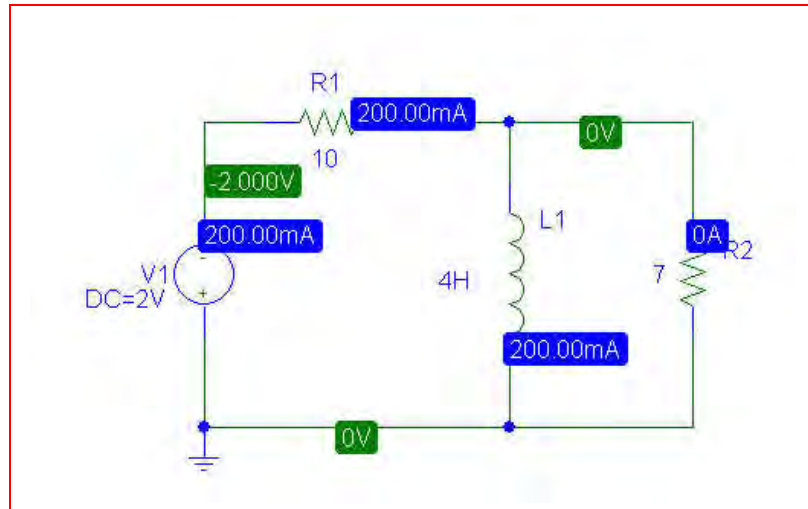 R1
200.00mA
10
0V
-2.000V
200.00mA
-
V1
+
DC=2V
L1
4H
0A
R2
7
200.00mA
0V